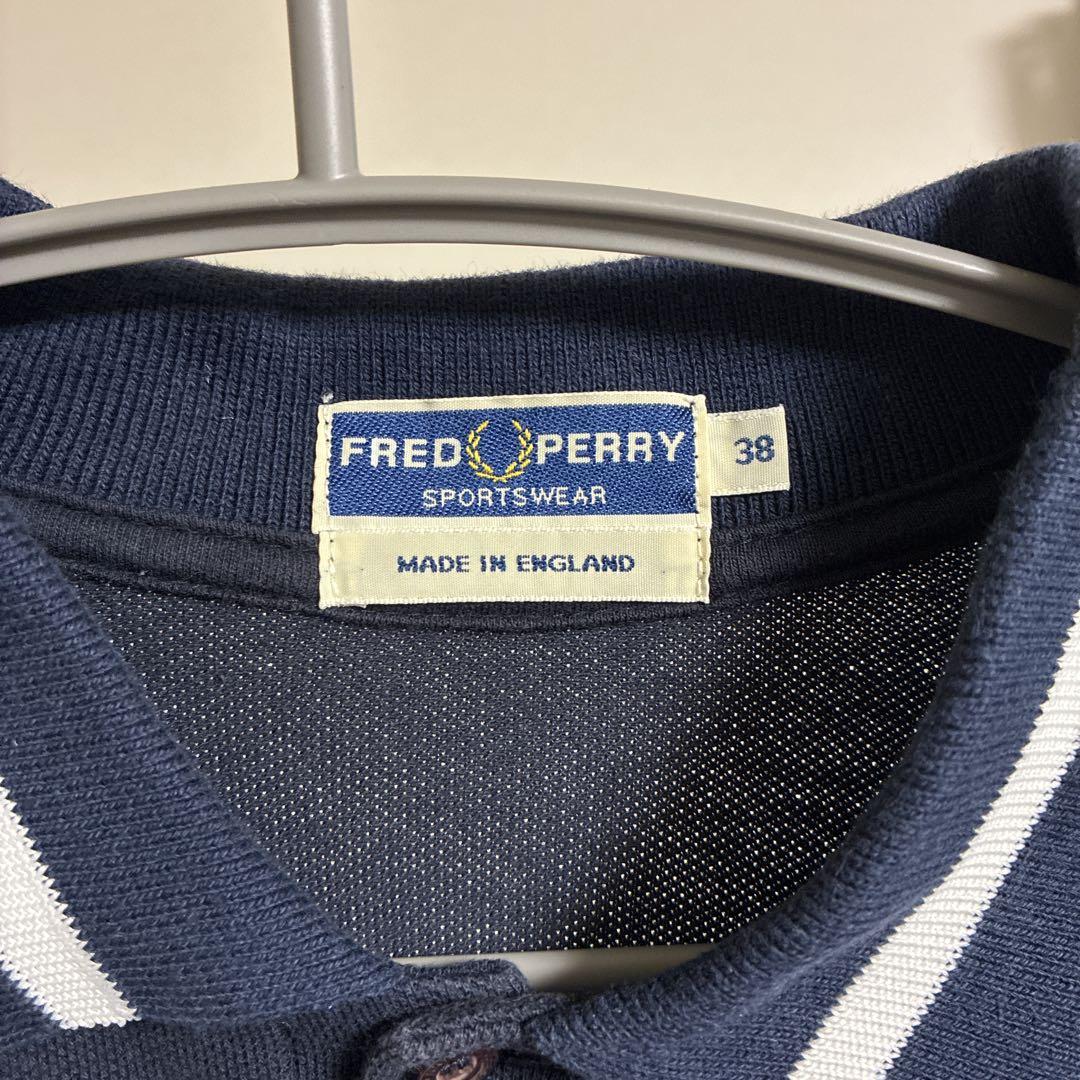 FRED PERRY
SPORTSWEAR
38
MADE IN ENGLAND